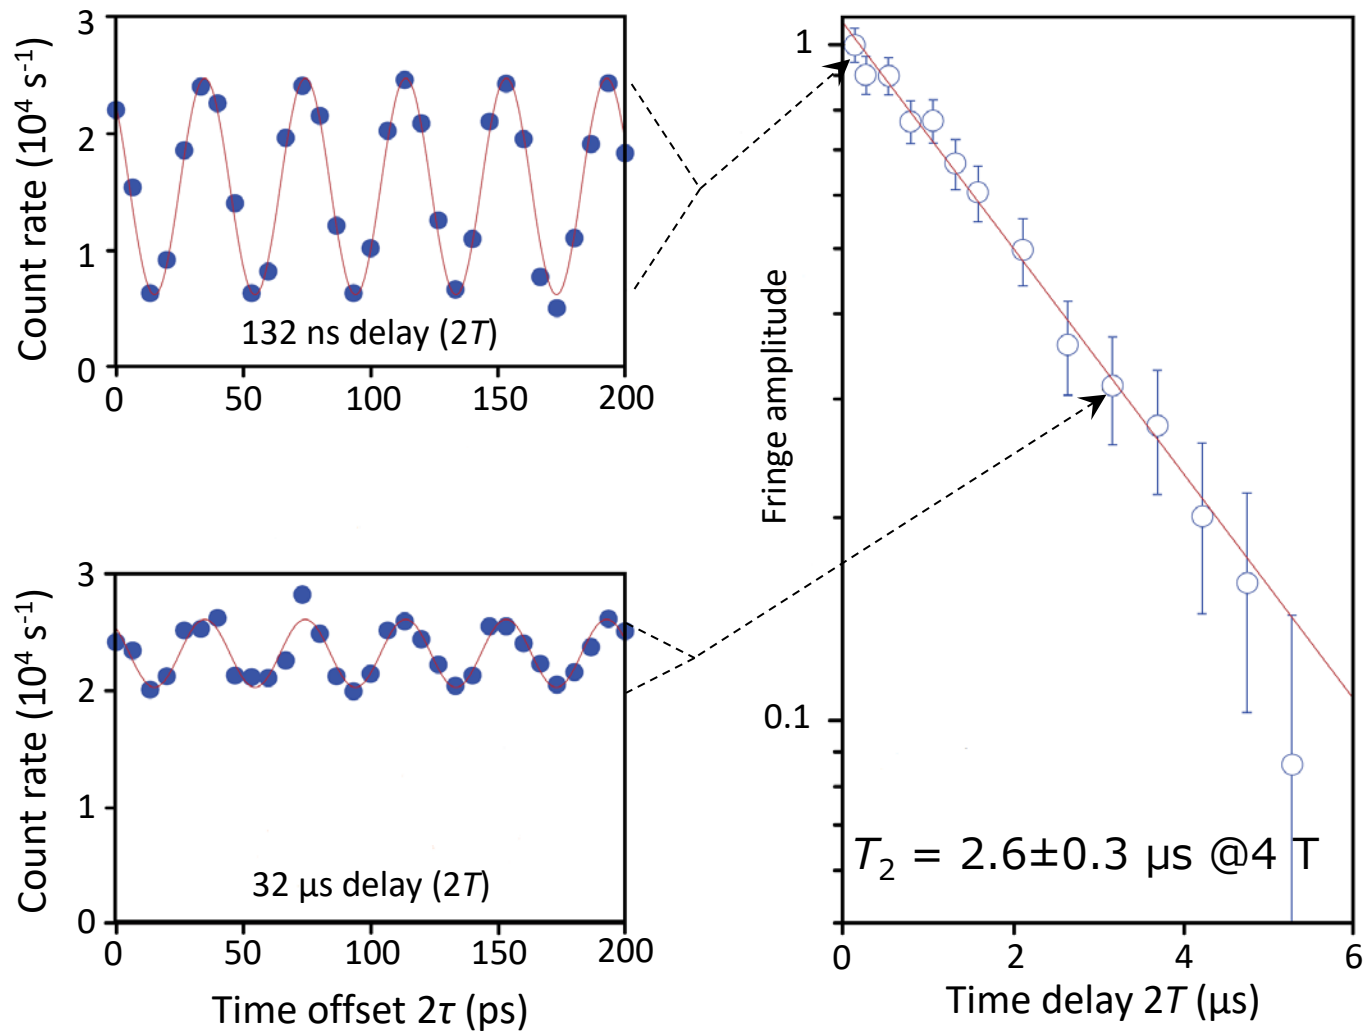 3
2
1
0
Count rate (10⁴ s⁻¹)
132 ns delay (2T)
0 50 100 150 200
3
2
1
0
Count rate (10⁴ s⁻¹)
32 µs delay (2T)
0 50 100 150 200
Time offset 2τ (ps)
1
0.1
Fringe amplitude
T₂ = 2.6±0.3 µs @4 T
0 2 4 6
Time delay 2T (µs)